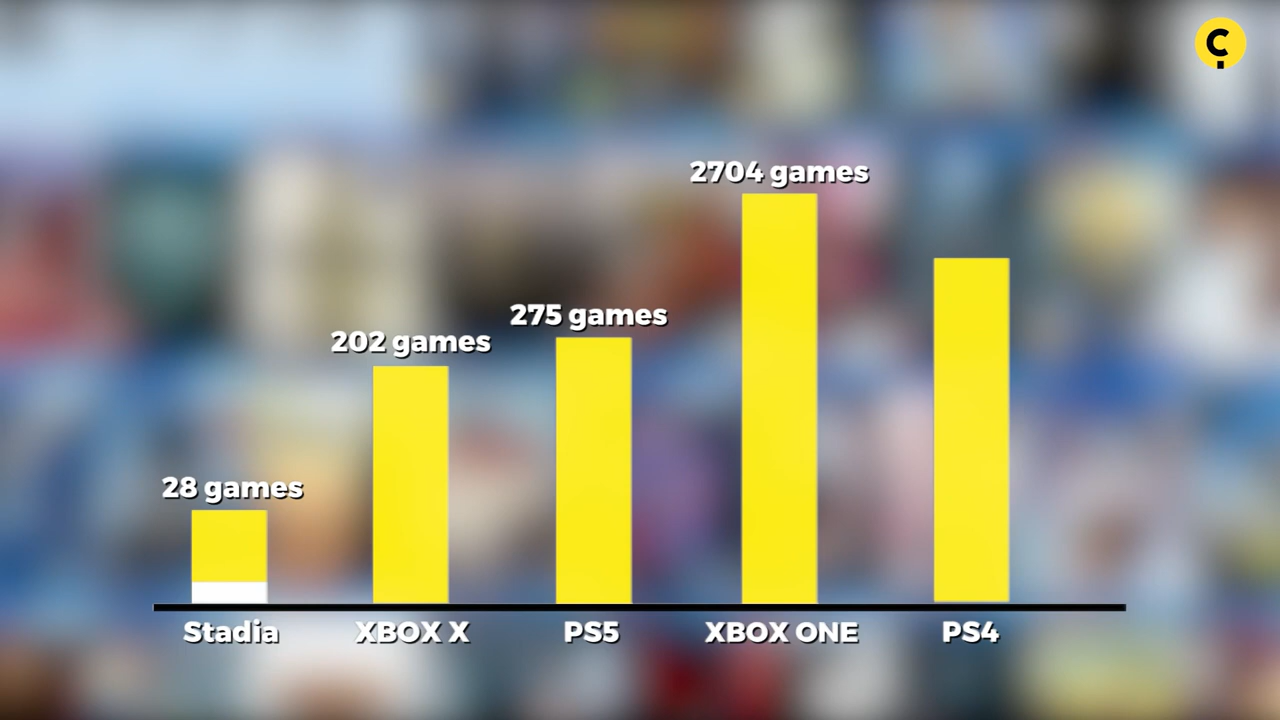 Ç
2704 games
275 games
202 games
28 games
Stadia
XBOX X
PS5
XBOX ONE
PS4